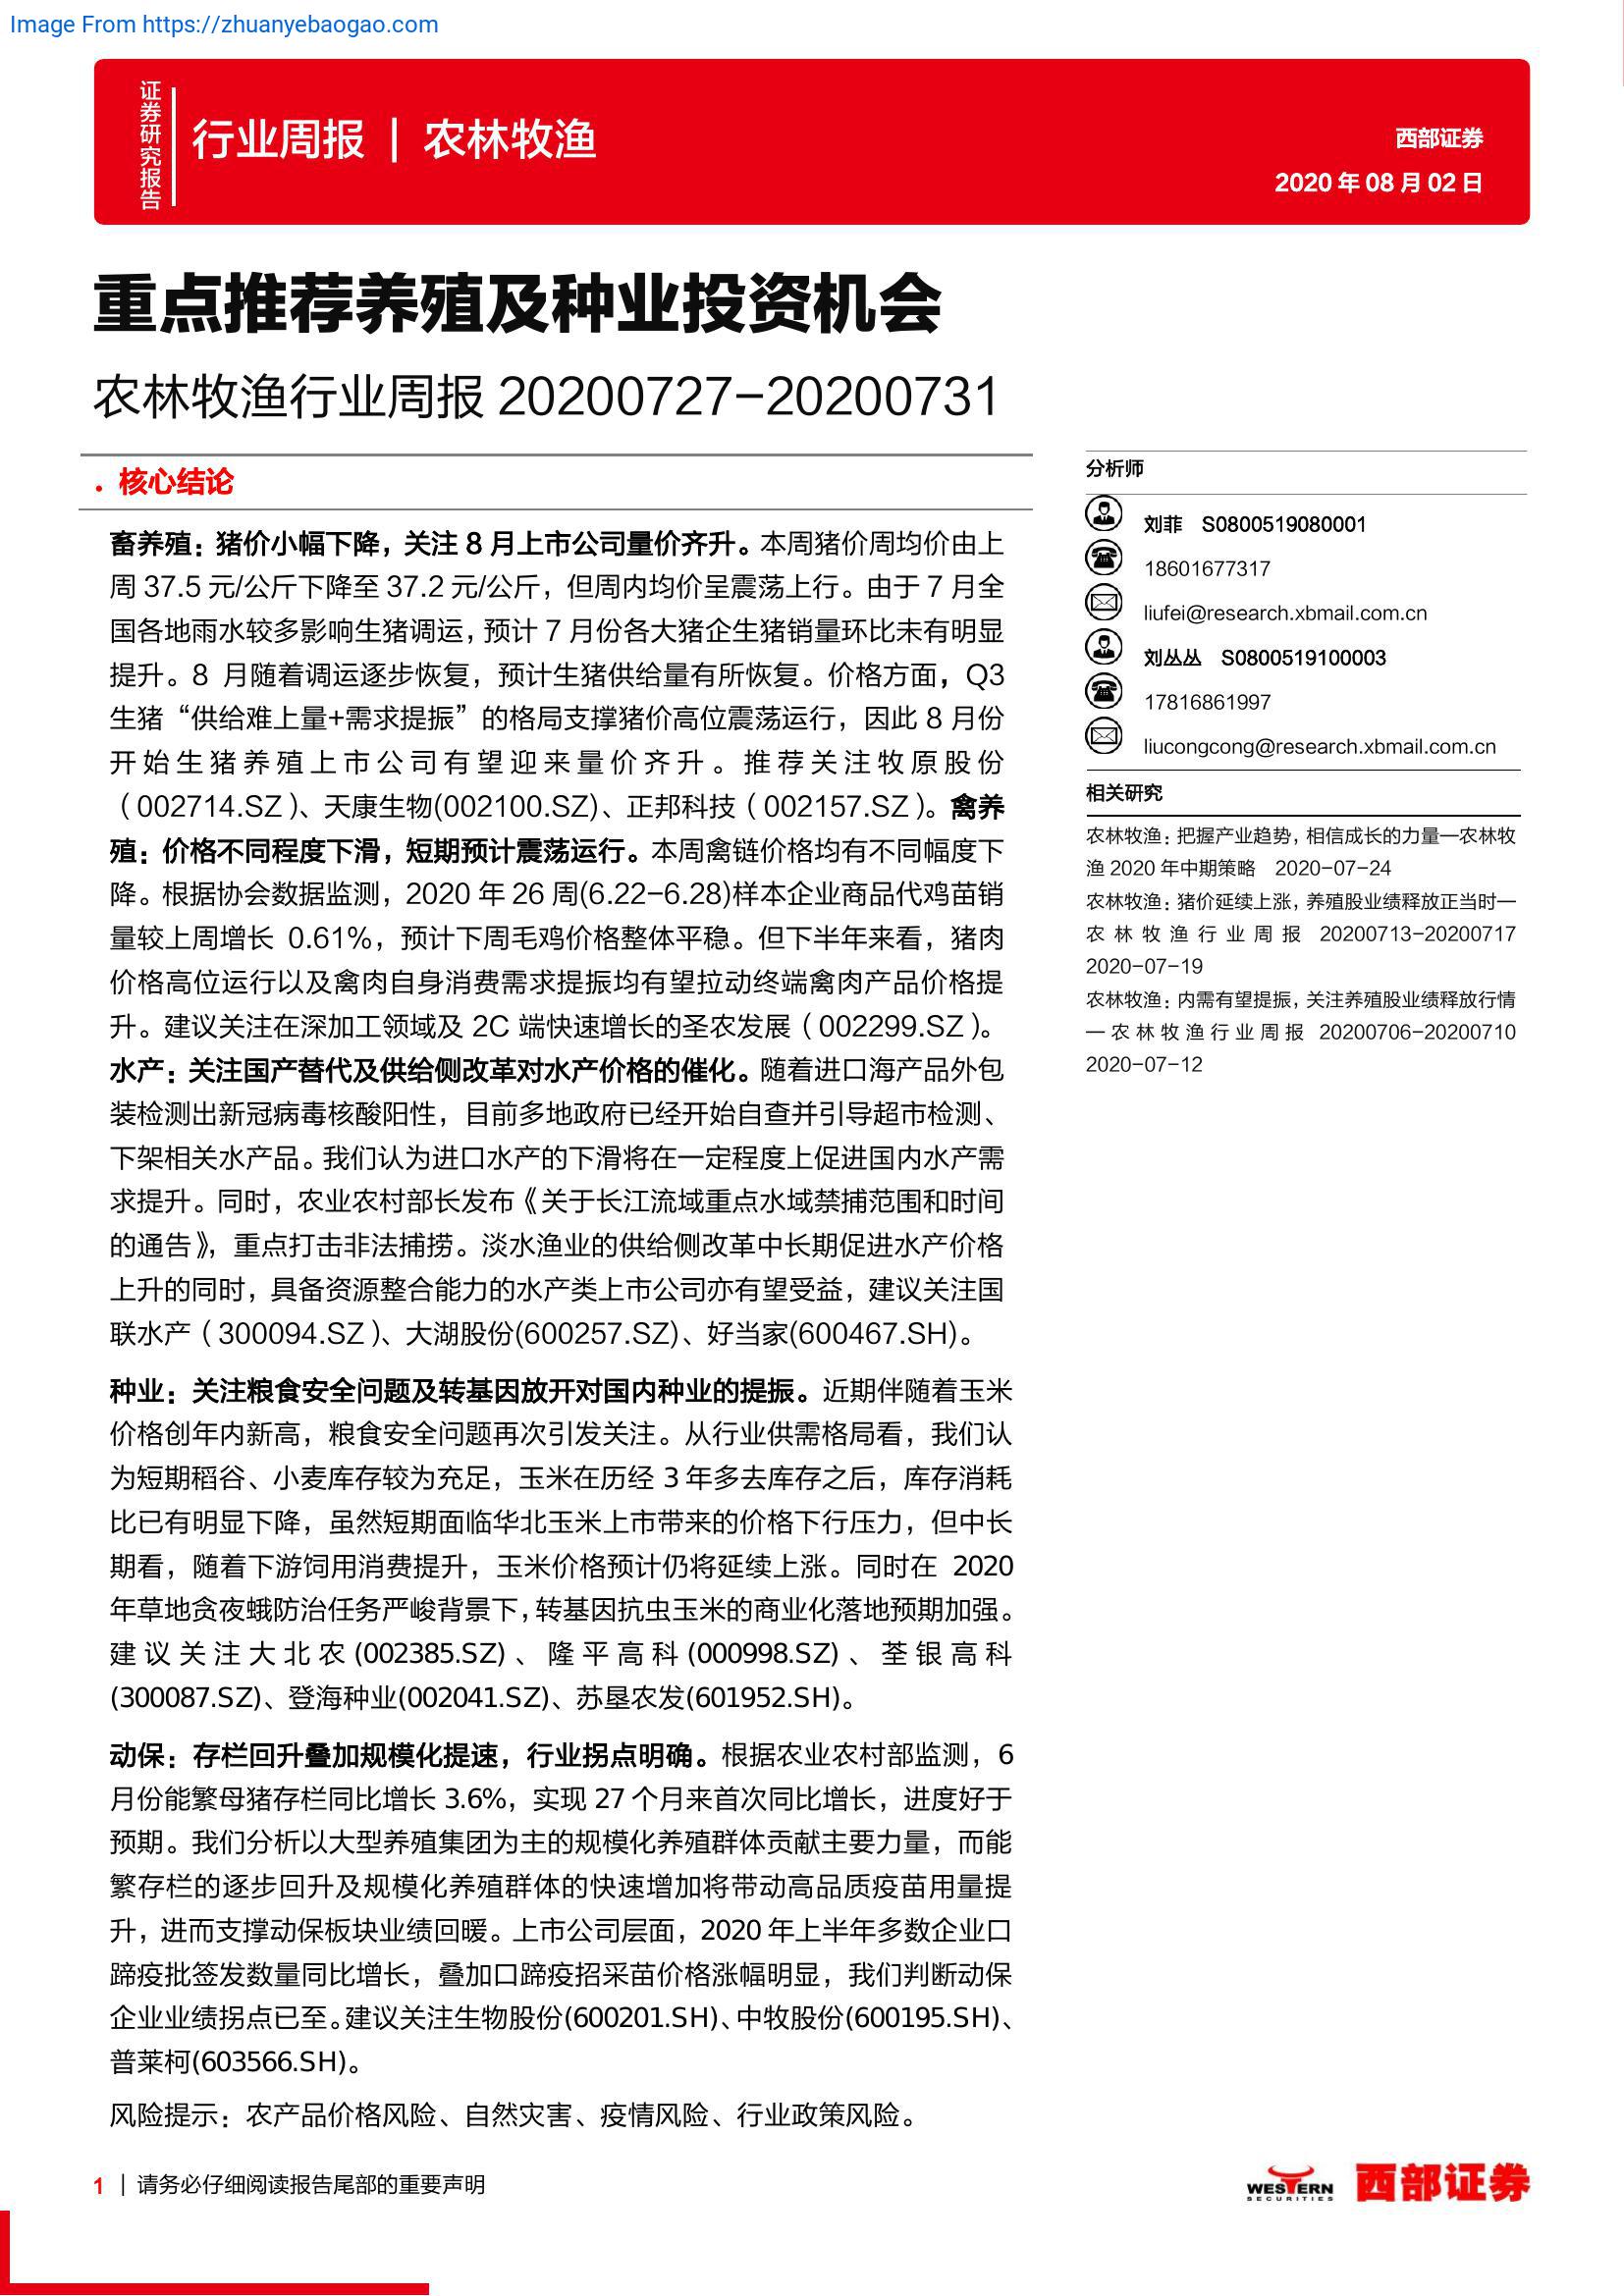 Image From https://zhuanyebaogao.com
证券研究报告
行业周报 | 农林牧渔
西部证券
2020 年 08 月 02 日
重点推荐养殖及种业投资机会
农林牧渔行业周报 20200727-20200731
• 核心结论
畜养殖：猪价小幅下降，关注 8 月上市公司量价齐升。本周猪价周均价由上
周 37.5 元/公斤下降至 37.2 元/公斤，但周内均价呈震荡上行。由于 7 月全
国各地雨水较多影响生猪调运，预计 7 月份各大猪企生猪销量环比未有明显
提升。8 月随着调运逐步恢复，预计生猪供给量有所恢复。价格方面，Q3
生猪“供给难上量+需求提振”的格局支撑猪价高位震荡运行，因此 8 月份
开始生猪养殖上市公司有望迎来量价齐升。推荐关注牧原股份
（002714.SZ）、天康生物(002100.SZ)、正邦科技（002157.SZ）。禽养
殖：价格不同程度下滑，短期预计震荡运行。本周禽链价格均有不同幅度下
降。根据协会数据监测，2020 年 26 周(6.22-6.28)样本企业商品代鸡苗销
量较上周增长 0.61%，预计下周毛鸡价格整体平稳。但下半年来看，猪肉
价格高位运行以及禽肉自身消费需求提振均有望拉动终端禽肉产品价格提
升。建议关注在深加工领域及 2C 端快速增长的圣农发展（002299.SZ）。
水产：关注国产替代及供给侧改革对水产价格的催化。随着进口海产品外包
装检测出新冠病毒核酸阳性，目前多地政府已经开始自查并引导超市检测、
下架相关水产品。我们认为进口水产的下滑将在一定程度上促进国内水产需
求提升。同时，农业农村部长发布《关于长江流域重点水域禁捕范围和时间
的通告》，重点打击非法捕捞。淡水渔业的供给侧改革中长期促进水产价格
上升的同时，具备资源整合能力的水产类上市公司亦有望受益，建议关注国
联水产（300094.SZ）、大湖股份(600257.SZ)、好当家(600467.SH)。
种业：关注粮食安全问题及转基因放开对国内种业的提振。近期伴随着玉米
价格创年内新高，粮食安全问题再次引发关注。从行业供需格局看，我们认
为短期稻谷、小麦库存较为充足，玉米在历经 3 年多去库存之后，库存消耗
比已有明显下降，虽然短期面临华北玉米上市带来的价格下行压力，但中长
期看，随着下游饲用消费提升，玉米价格预计仍将延续上涨。同时在 2020
年草地贪夜蛾防治任务严峻背景下，转基因抗虫玉米的商业化落地预期加强。
建议关注大北农(002385.SZ)、隆平高科(000998.SZ)、荃银高科
(300087.SZ)、登海种业(002041.SZ)、苏垦农发(601952.SH)。
动保：存栏回升叠加规模化提速，行业拐点明确。根据农业农村部监测，6
月份能繁母猪存栏同比增长 3.6%，实现 27 个月来首次同比增长，进度好于
预期。我们分析以大型养殖集团为主的规模化养殖群体贡献主要力量，而能
繁存栏的逐步回升及规模化养殖群体的快速增加将带动高品质疫苗用量提
升，进而支撑动保板块业绩回暖。上市公司层面，2020 年上半年多数企业口
蹄疫批签发数量同比增长，叠加口蹄疫招采苗价格涨幅明显，我们判断动保
企业业绩拐点已至。建议关注生物股份(600201.SH)、中牧股份(600195.SH)、
普莱柯(603566.SH)。
风险提示：农产品价格风险、自然灾害、疫情风险、行业政策风险。
分析师
刘菲 S0800519080001
18601677317
liufei@research.xbmail.com.cn
刘丛丛 S0800519100003
17816861997
liucongcong@research.xbmail.com.cn
相关研究
农林牧渔：把握产业趋势，相信成长的力量—农林牧
渔 2020 年中期策略 2020-07-24
农林牧渔：猪价延续上涨，养殖股业绩释放正当时—
农林牧渔行业周报 20200713-20200717
2020-07-19
农林牧渔：内需有望提振，关注养殖股业绩释放行情
—农林牧渔行业周报 20200706-20200710
2020-07-12
1 | 请务必仔细阅读报告尾部的重要声明
WESTERN
SECURITIES
西部证券